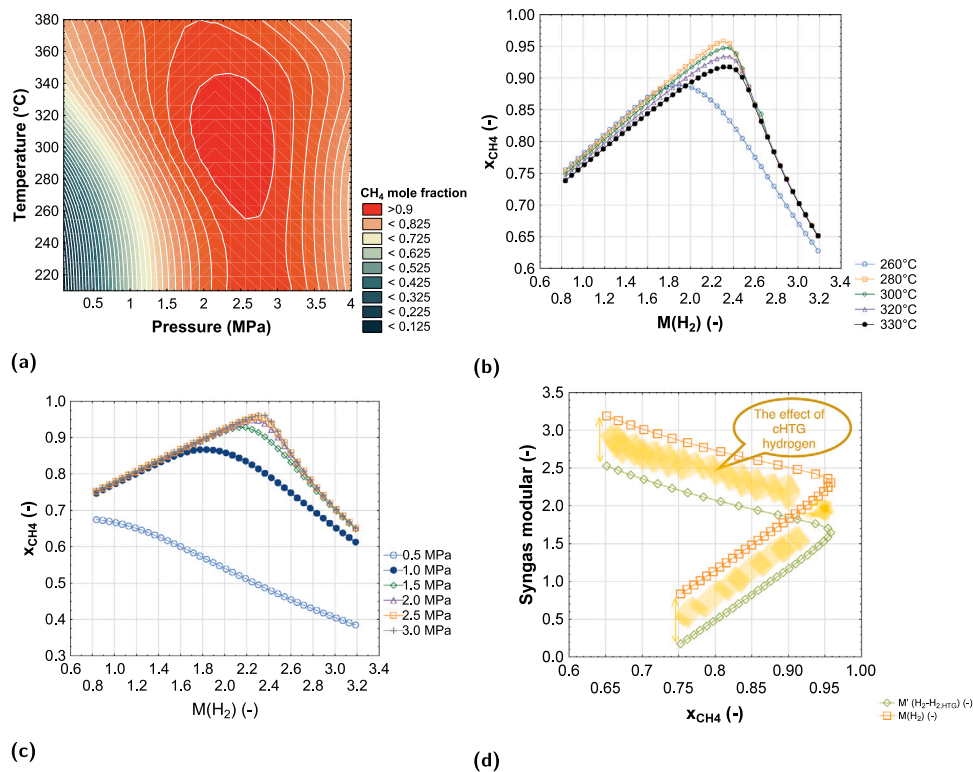 380
360
340
320
300
280
260
240
220
Temperature (°C)
0.5 1 1.5 2 2.5 3 3.5 4
Pressure (MPa)
CH4 mole fraction
>0.9
< 0.825
< 0.725
< 0.625
< 0.525
< 0.425
< 0.325
< 0.225
< 0.125
(a)
1.00
0.95
0.90
0.85
0.80
0.75
0.70
0.65
0.6
xCH4 (-)
0.4 0.8 1.2 1.6 2.0 2.4 2.8 3.2
0.6 1.0 1.4 1.8 2.2 2.6 3.0 3.4
M(H2) (-)
260°C
280°C
300°C
320°C
330°C
(b)
1.0
0.9
0.8
0.7
0.6
0.5
0.4
0.3
xCH4 (-)
0.6 1.0 1.4 1.8 2.2 2.6 3.0 3.4
0.8 1.2 1.6 2.0 2.4 2.8 3.2
M(H2) (-)
0.5 MPa
1.0 MPa
1.5 MPa
2.0 MPa
2.5 MPa
3.0 MPa
(c)
3.5
3.0
2.5
2.0
1.5
1.0
0.5
0.0
Syngas modular (-)
The effect of
cHTG
hydrogen
0.6 0.7 0.8 0.90 1.00
0.65 0.75 0.85 0.95
xCH4 (-)
M' (H2-H2,HTG) (-)
M(H2) (-)
(d)